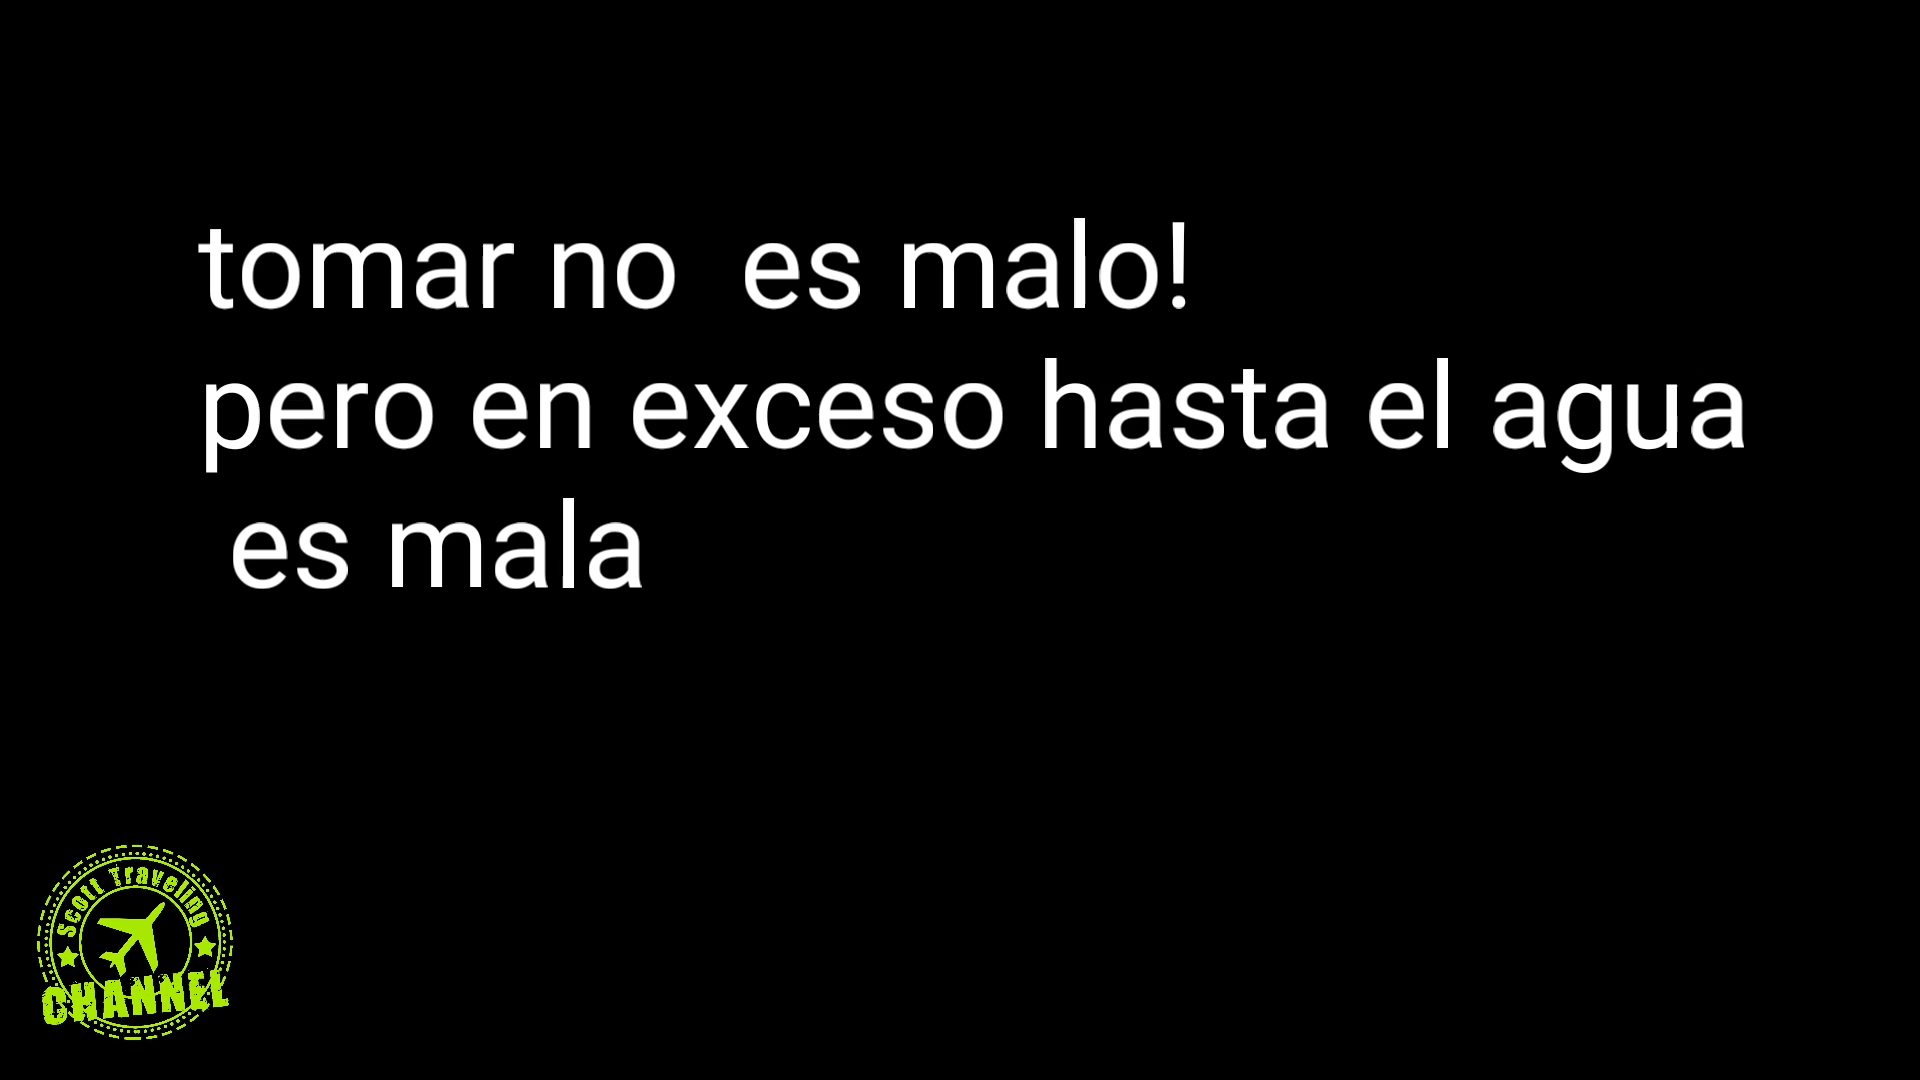 tomar no  es malo!
pero en exceso hasta el agua
es mala
Scott Traveling
CHANNEL